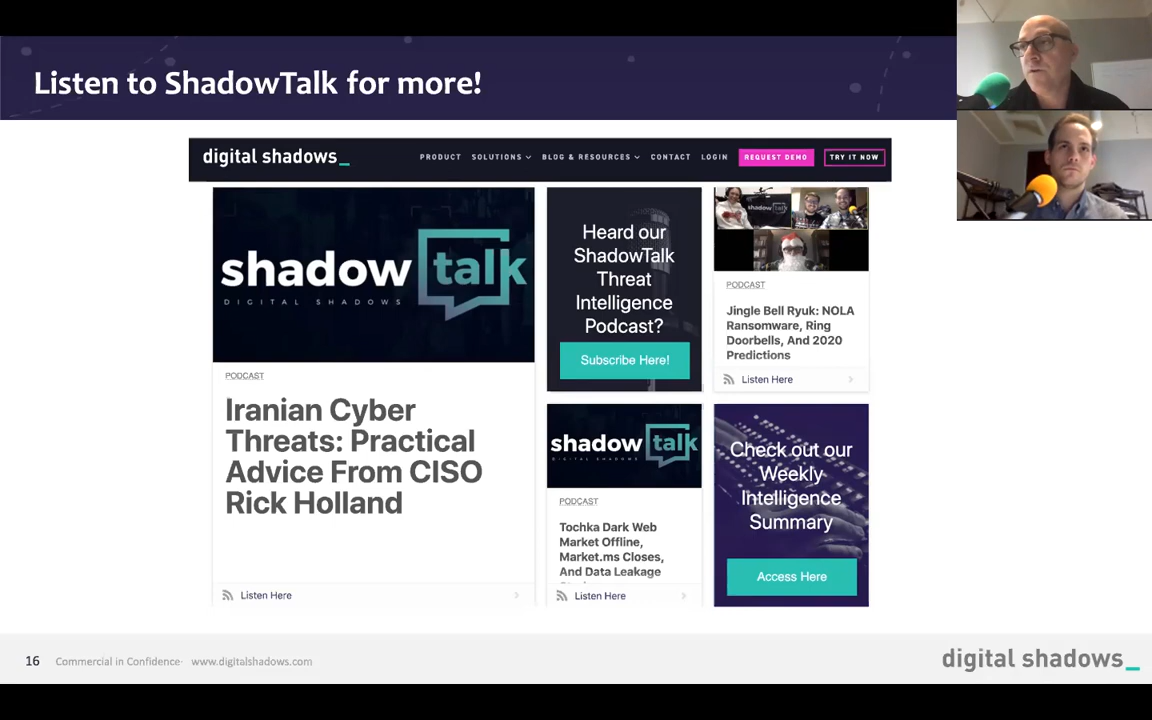 Listen to ShadowTalk for more!
digital shadows_
PRODUCT SOLUTIONS BLOG & RESOURCES CONTACT LOGIN REQUEST DEMO TRY IT NOW
shadow talk
DIGITAL SHADOWS
PODCAST
Iranian Cyber
Threats: Practical
Advice From CISO
Rick Holland
Listen Here
Heard our
ShadowTalk
Threat
Intelligence
Podcast?
Subscribe Here!
shadow talk
DIGITAL SHADOWS
PODCAST
Tochka Dark Web
Market Offline,
Market.ms Closes,
And Data Leakage
Listen Here
shadow talk
PODCAST
Jingle Bell Ryuk: NOLA
Ransomware, Ring
Doorbells, And 2020
Predictions
Listen Here
Check out our
Weekly
Intelligence
Summary
Access Here
16 Commercial in Confidence· www.digitalshadows.com
digital shadows_